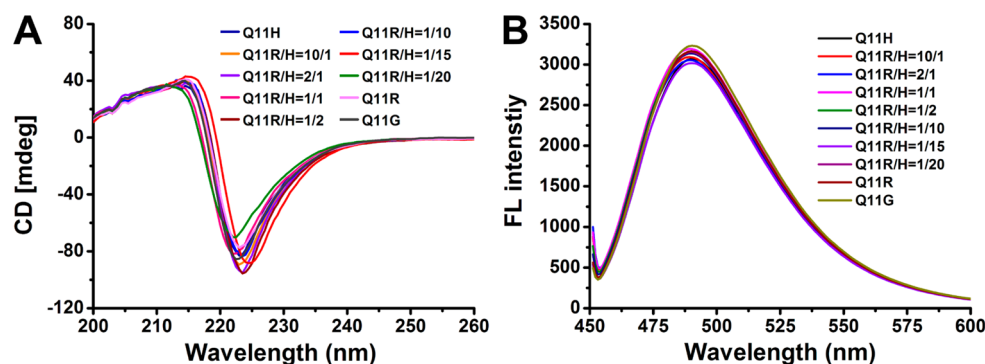 A
CD [mdeg]
80
40
0
-40
-80
-120
Q11H
Q11R/H=10/1
Q11R/H=2/1
Q11R/H=1/1
Q11R/H=1/2
Q11R/H=1/10
Q11R/H=1/15
Q11R/H=1/20
Q11R
Q11G
200 210 220 230 240 250 260
Wavelength (nm)
B
FL intenstiy
3500
3000
2500
2000
1500
1000
500
0
Q11H
Q11R/H=10/1
Q11R/H=2/1
Q11R/H=1/1
Q11R/H=1/2
Q11R/H=1/10
Q11R/H=1/15
Q11R/H=1/20
Q11R
Q11G
450 475 500 525 550 575 600
Wavelength (nm)